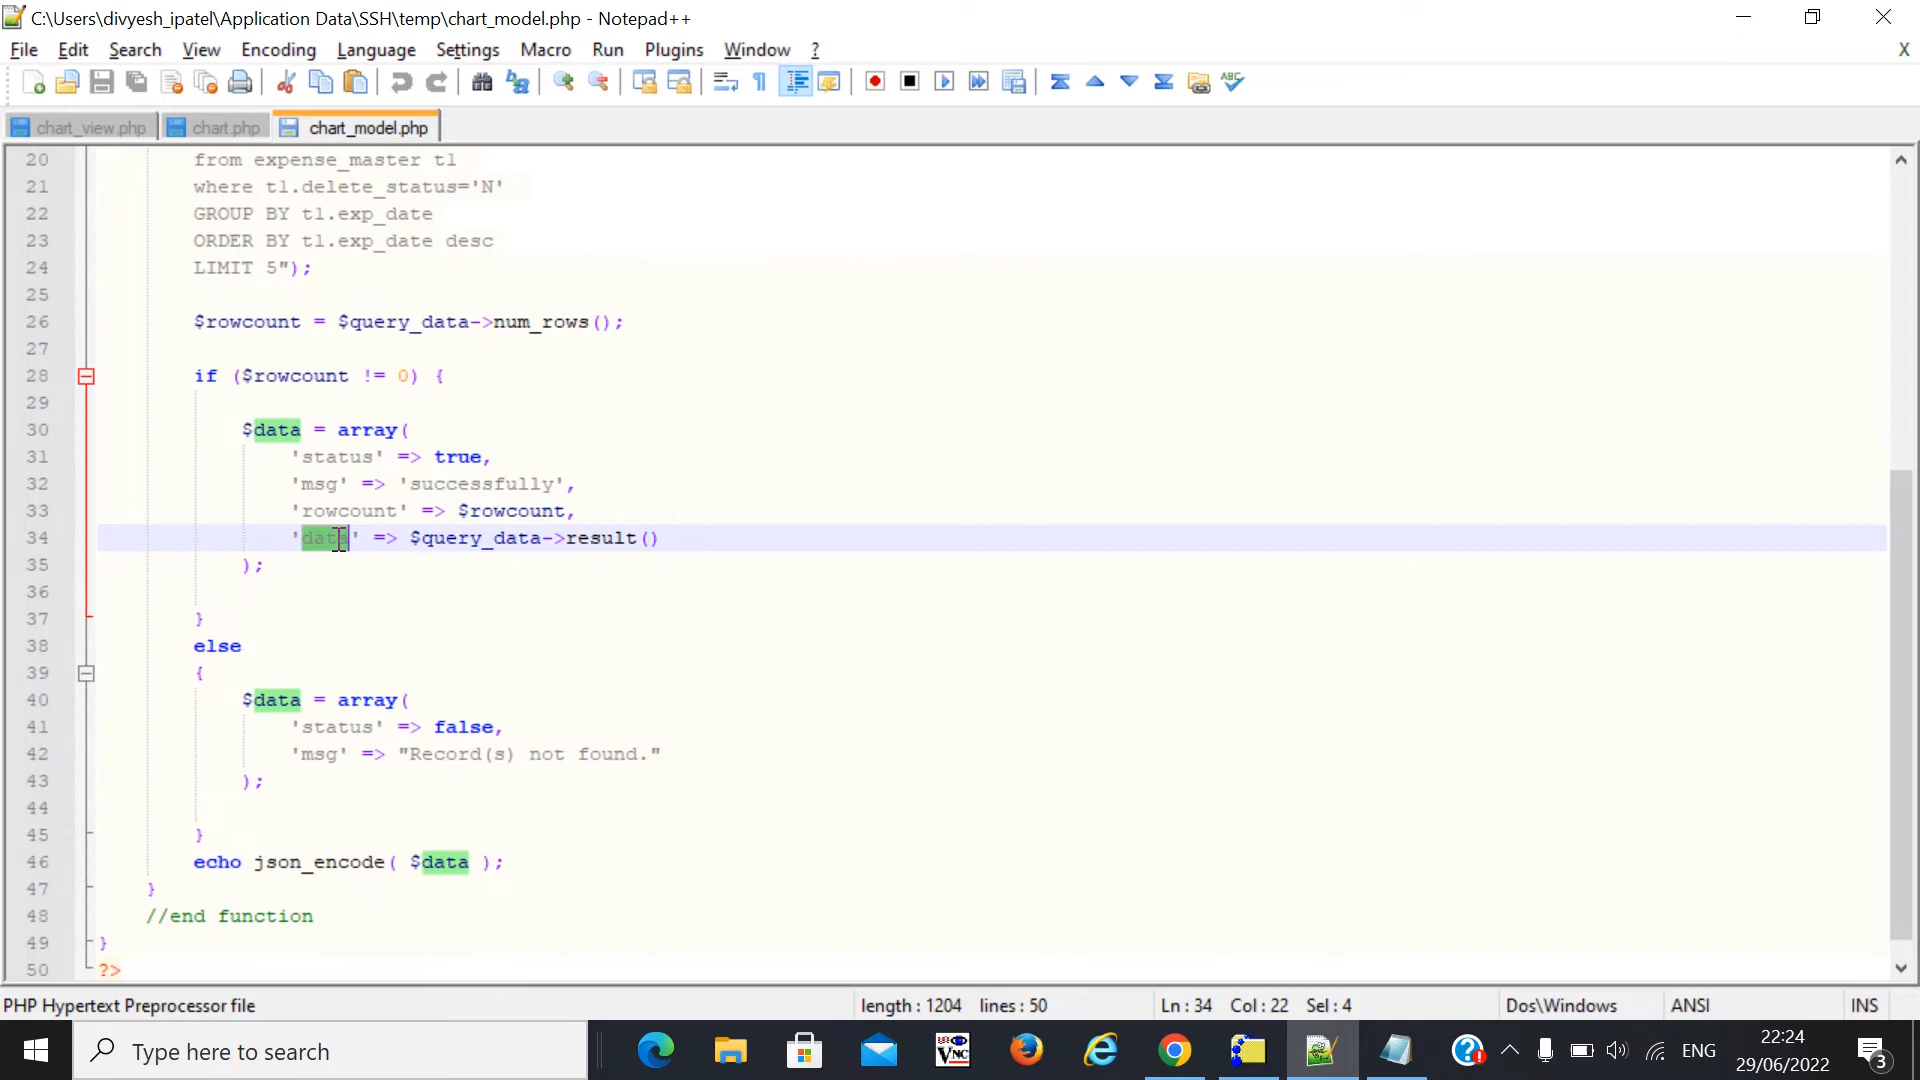 C:\Users\divyesh_ipatel\Application Data\SSH\temp\chart_model.php - Notepad++
File Edit Search View Encoding Language Settings Macro Run Plugins Window ? X
chart_view.php chart.php chart_model.php
20 from expense_master t1
21 where t1.delete_status='N'
22 GROUP BY t1.exp_date
23 ORDER BY t1.exp_date desc
24 LIMIT 5");
25
26 $rowcount = $query_data->num_rows();
27
28 if ($rowcount != 0) {
29
30 $data = array(
31 'status' => true,
32 'msg' => 'successfully',
33 'rowcount' => $rowcount,
34 'data' => $query_data->result()
35 );
36
37 }
38 else
39 {
40 $data = array(
41 'status' => false,
42 'msg' => "Record(s) not found."
43 );
44
45 }
46 echo json_encode( $data );
47 }
48 //end function
49 }
50 ?>
PHP Hypertext Preprocessor file length : 1204 lines : 50 Ln : 34 Col : 22 Sel : 4 Dos\Windows ANSI INS
Type here to search
ENG
22:24
29/06/2022
3